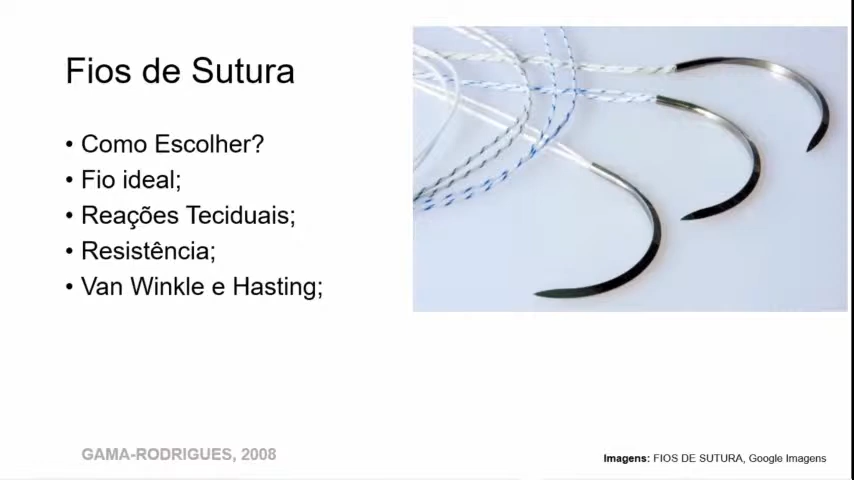 Fios de Sutura
• Como Escolher?
• Fio ideal;
• Reações Teciduais;
• Resistência;
• Van Winkle e Hasting;
GAMA-RODRIGUES, 2008
Imagens: FIOS DE SUTURA, Google Imagens